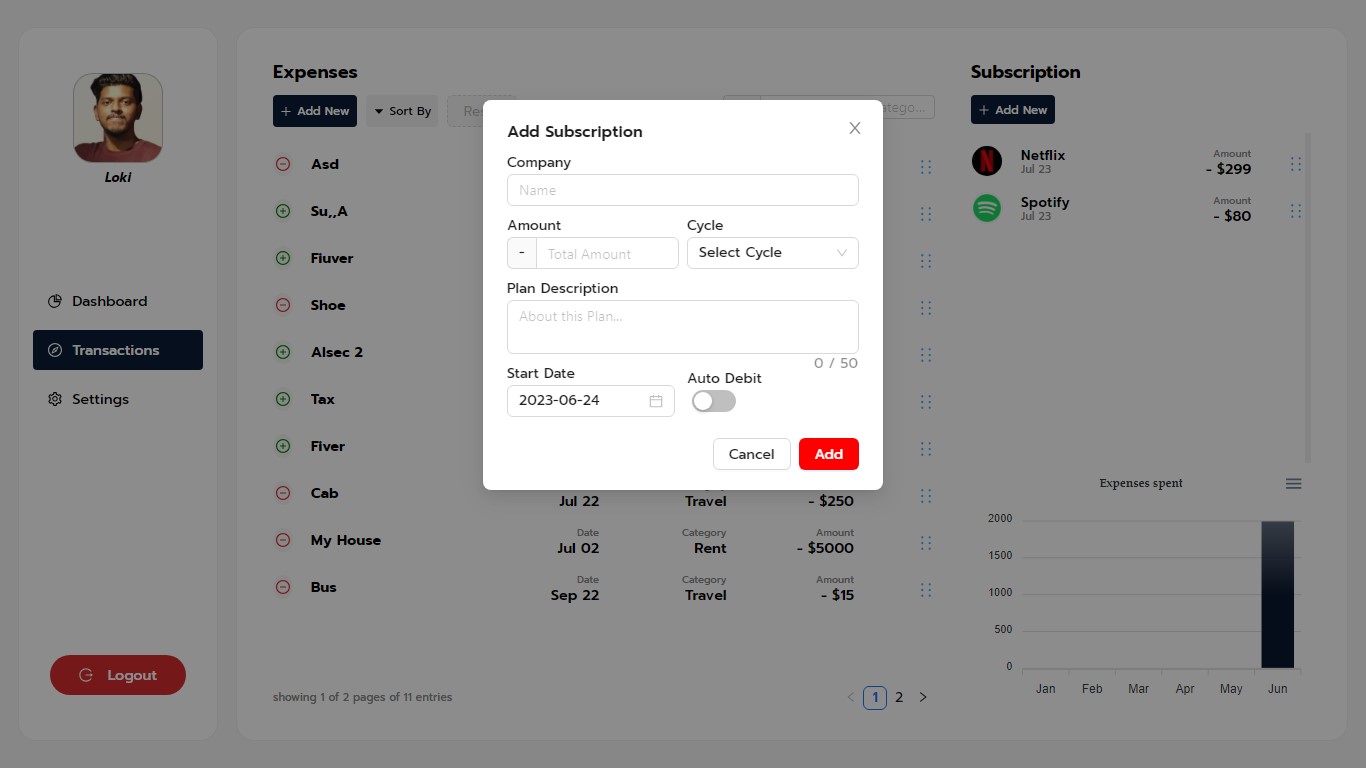 Loki
Dashboard
Transactions
Settings
Logout
Expenses
+ Add New
Sort By
Asd
Su,,A
Fiuver
Shoe
Alsec 2
Tax
Fiver
Cab
Jul 22 Travel - $250
My House
Date Category Amount
Jul 02 Rent - $5000
Bus
Date Category Amount
Sep 22 Travel - $15
showing 1 of 2 pages of 11 entries
< 1 2 >
Add Subscription
Company
Name
Amount Cycle
- Total Amount Select Cycle
Plan Description
About this Plan...
0 / 50
Start Date Auto Debit
2023-06-24
Cancel Add
Subscription
+ Add New
Netflix Amount
Jul 23 - $299
Spotify Amount
Jul 23 - $80
Expenses spent
2000
1500
1000
500
0
Jan Feb Mar Apr May Jun